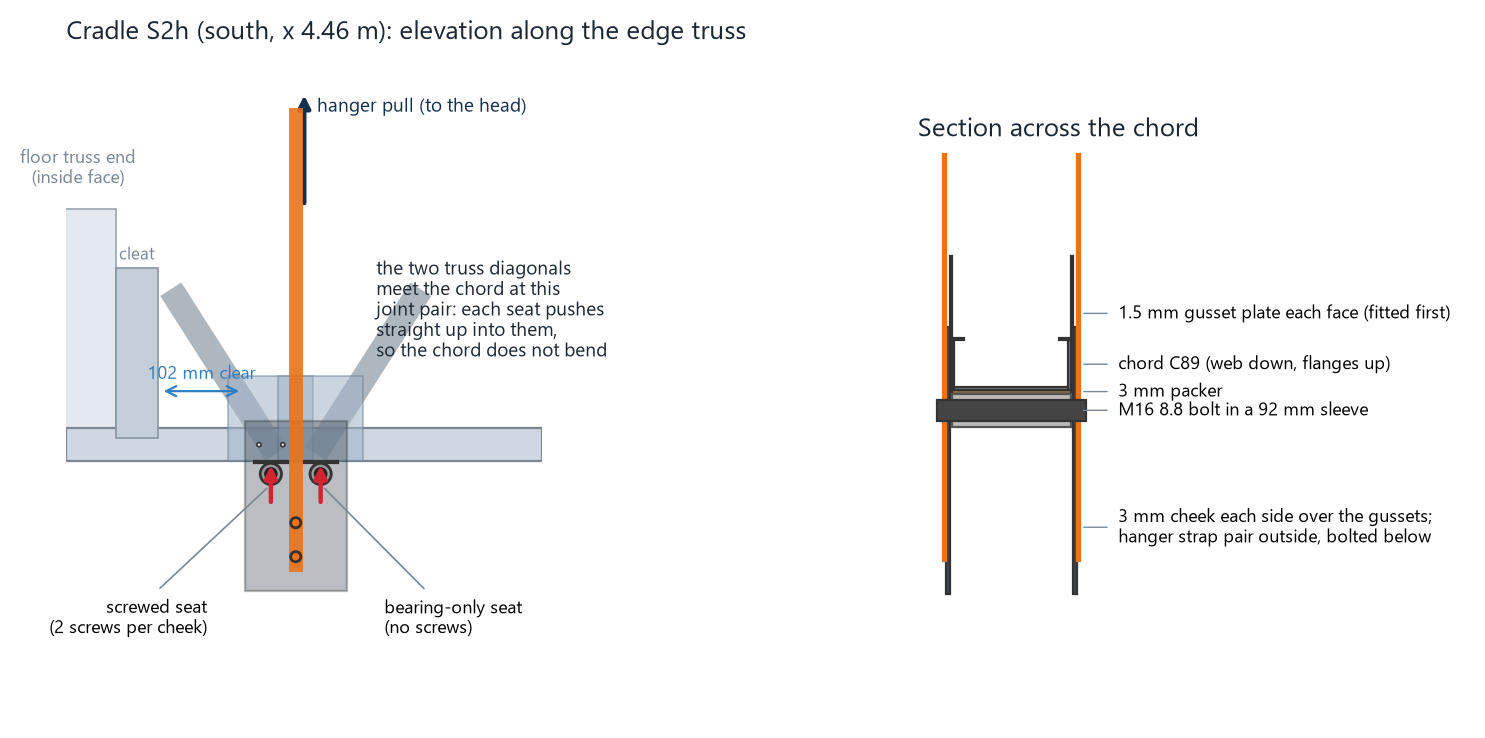 Cradle S2h (south, x 4.46 m): elevation along the edge truss
hanger pull (to the head)
floor truss end
(inside face)
cleat
the two truss diagonals
meet the chord at this
joint pair: each seat pushes
straight up into them,
so the chord does not bend
102 mm clear
screwed seat
(2 screws per cheek)
bearing-only seat
(no screws)
Section across the chord
1.5 mm gusset plate each face (fitted first)
chord C89 (web down, flanges up)
3 mm packer
M16 8.8 bolt in a 92 mm sleeve
3 mm cheek each side over the gussets;
hanger strap pair outside, bolted below